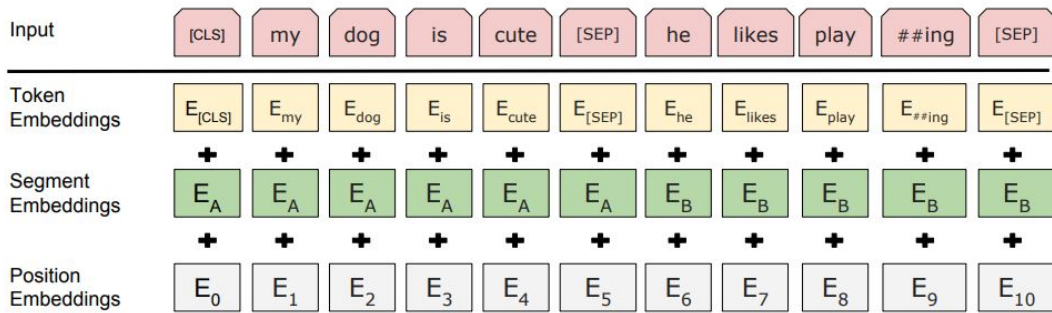 Input [CLS] my dog is cute [SEP] he likes play ##ing [SEP]
Token Embeddings E[CLS] Emy Edog Eis Ecute E[SEP] Ehe Elikes Eplay E##ing E[SEP]
+ + + + + + + + + + +
Segment Embeddings EA EA EA EA EA EA EB EB EB EB EB
+ + + + + + + + + + +
Position Embeddings E0 E1 E2 E3 E4 E5 E6 E7 E8 E9 E10